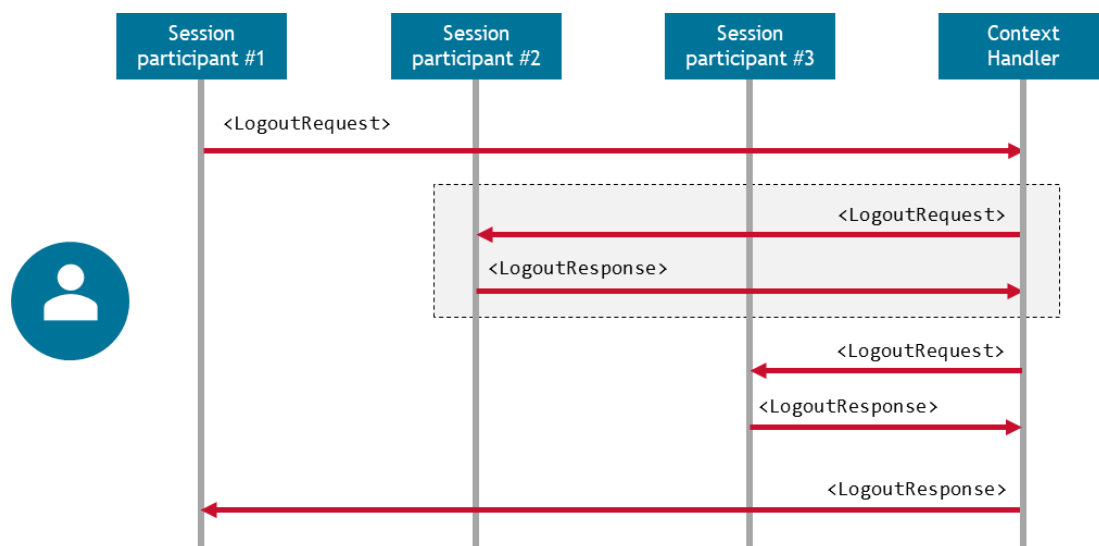 Session
participant #1
Session
participant #2
Session
participant #3
Context
Handler
<LogoutRequest>
<LogoutRequest>
<LogoutResponse>
<LogoutRequest>
<LogoutResponse>
<LogoutResponse>